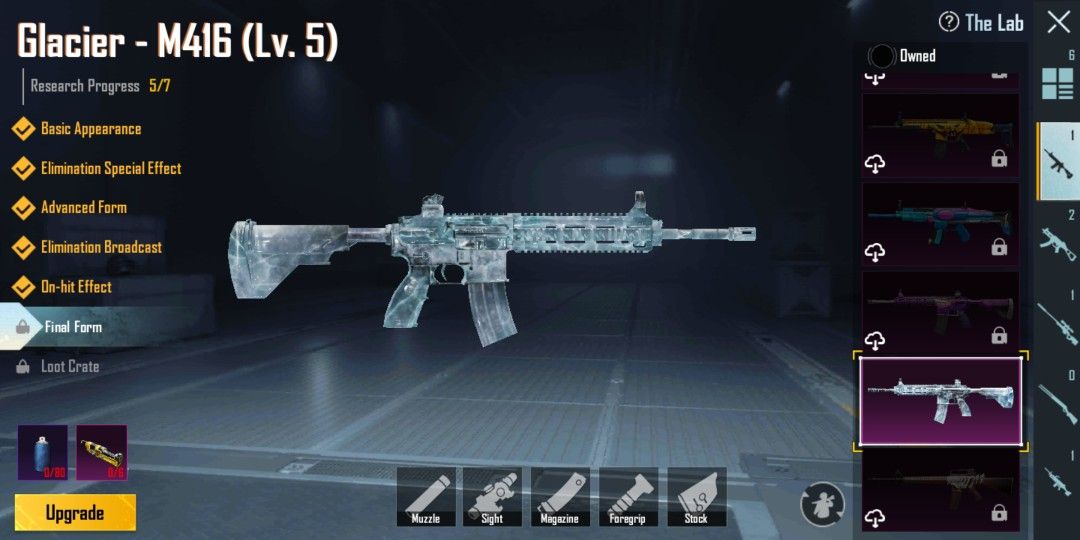 Glacier - M416 (Lv. 5)
Research Progress 5/7
Basic Appearance
Elimination Special Effect
Advanced Form
Elimination Broadcast
On-hit Effect
Final Form
Loot Crate
0/80
0/6
Upgrade
Muzzle
Sight
Magazine
Foregrip
Stock
? The Lab
Owned
6
1
2
1
0
1